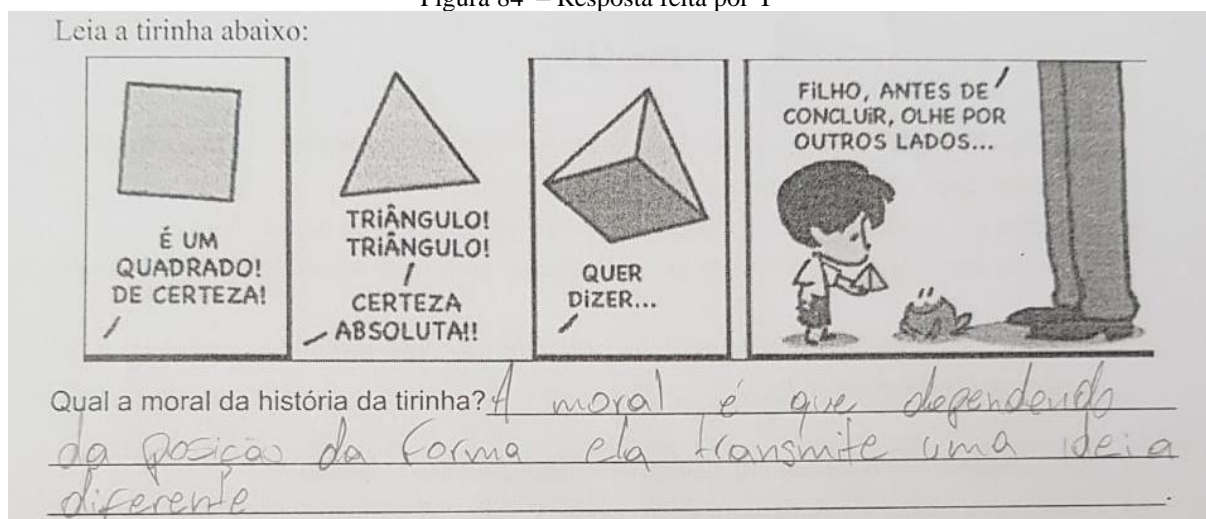 Figura 84 – Resposta feita por T
Leia a tirinha abaixo:
É UM
QUADRADO!
DE CERTEZA!
TRIÂNGULO!
TRIÂNGULO!
CERTEZA
ABSOLUTA!!
QUER
DIZER...
FILHO, ANTES DE
CONCLUIR, OLHE POR
OUTROS LADOS...
Qual a moral da história da tirinha? A moral é que dependendo
da posição da forma ela transmite uma ideia
diferente.